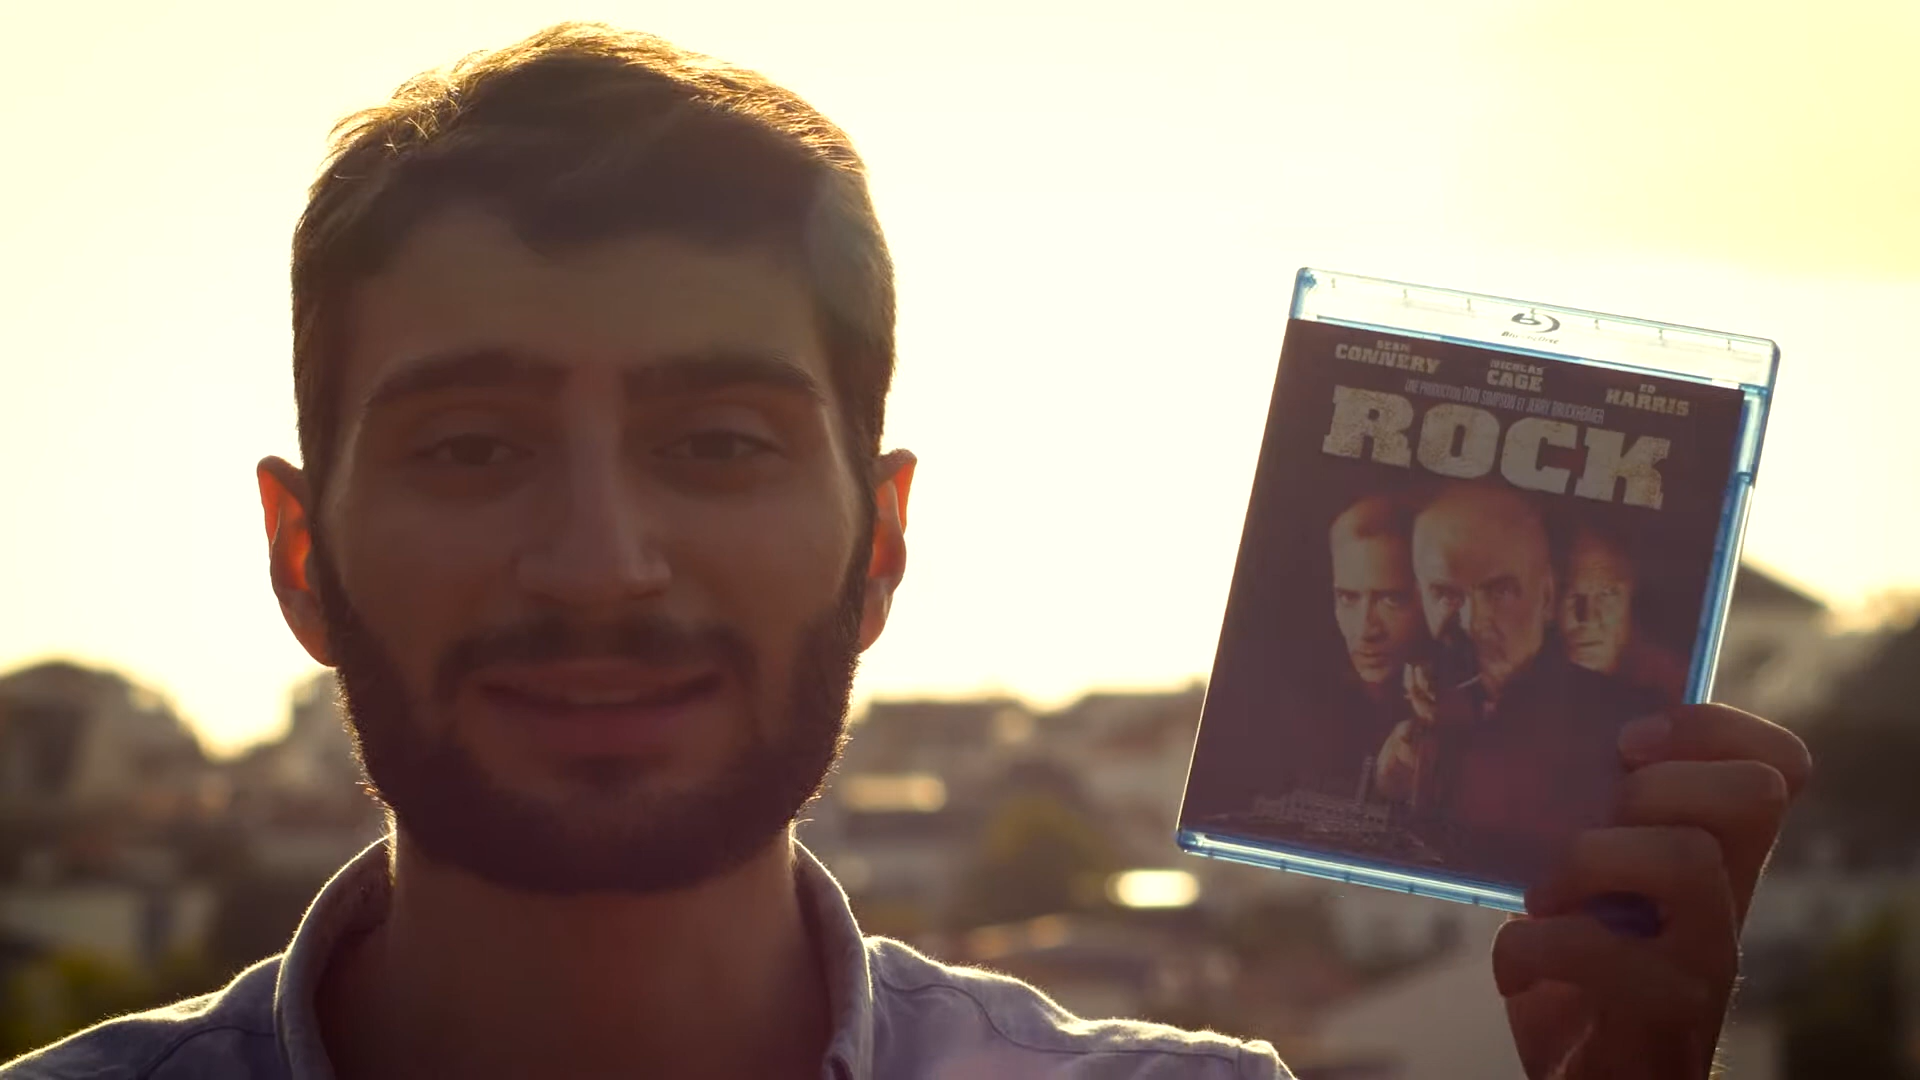 Blu-ray Disc
SEAN CONNERY
NICOLAS CAGE
ED HARRIS
UNE PRODUCTION DON SIMPSON ET JERRY BRUCKHEIMER
ROCK